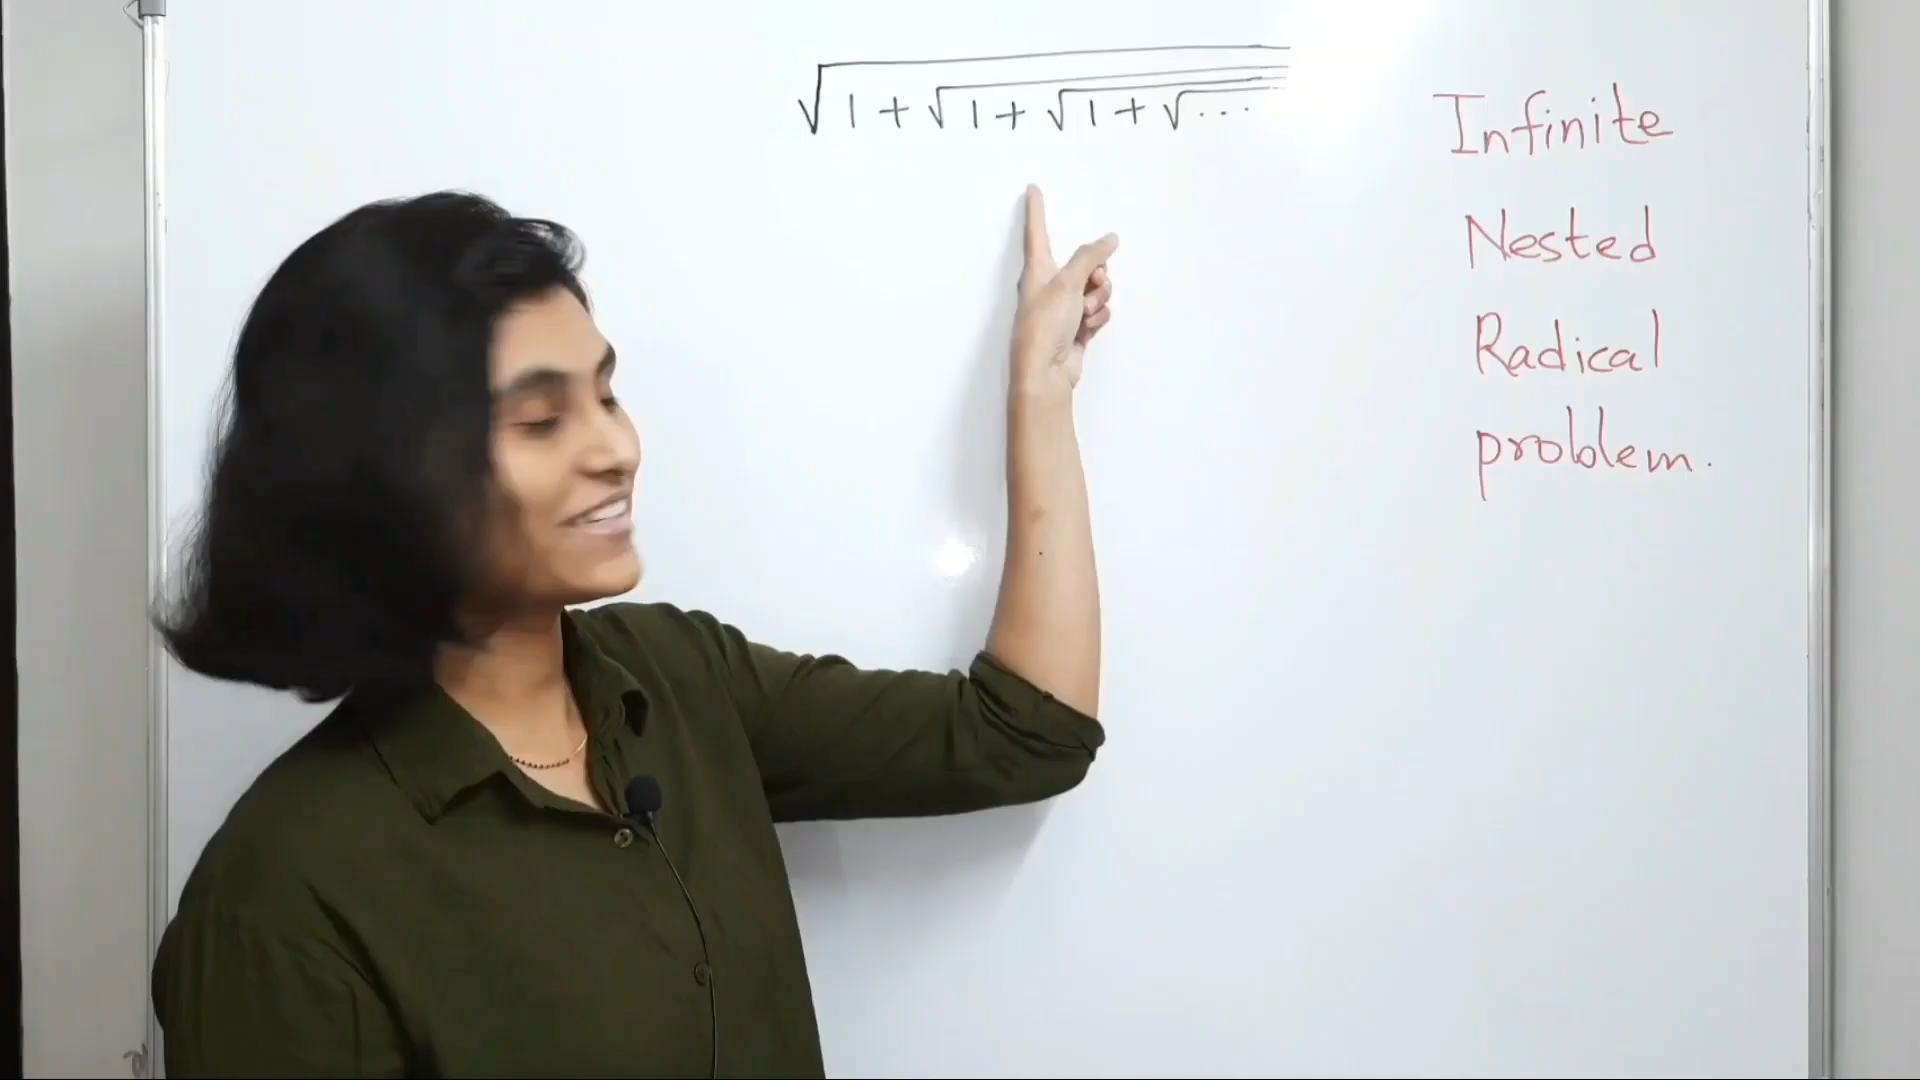 √1 + √1 + √1 + √...
Infinite
Nested
Radical
problem.